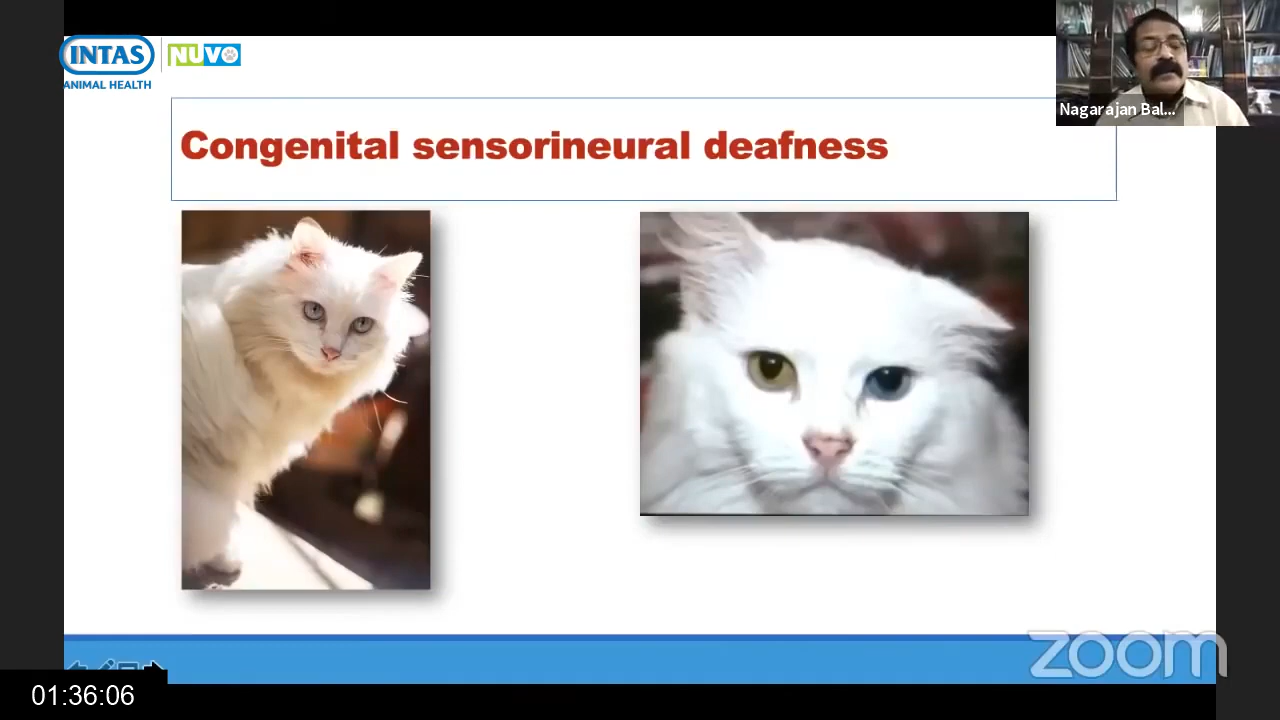 INTAS
NUVO
ANIMAL HEALTH
Nagarajan Bal...
Congenital sensorineural deafness
zoom
01:36:06